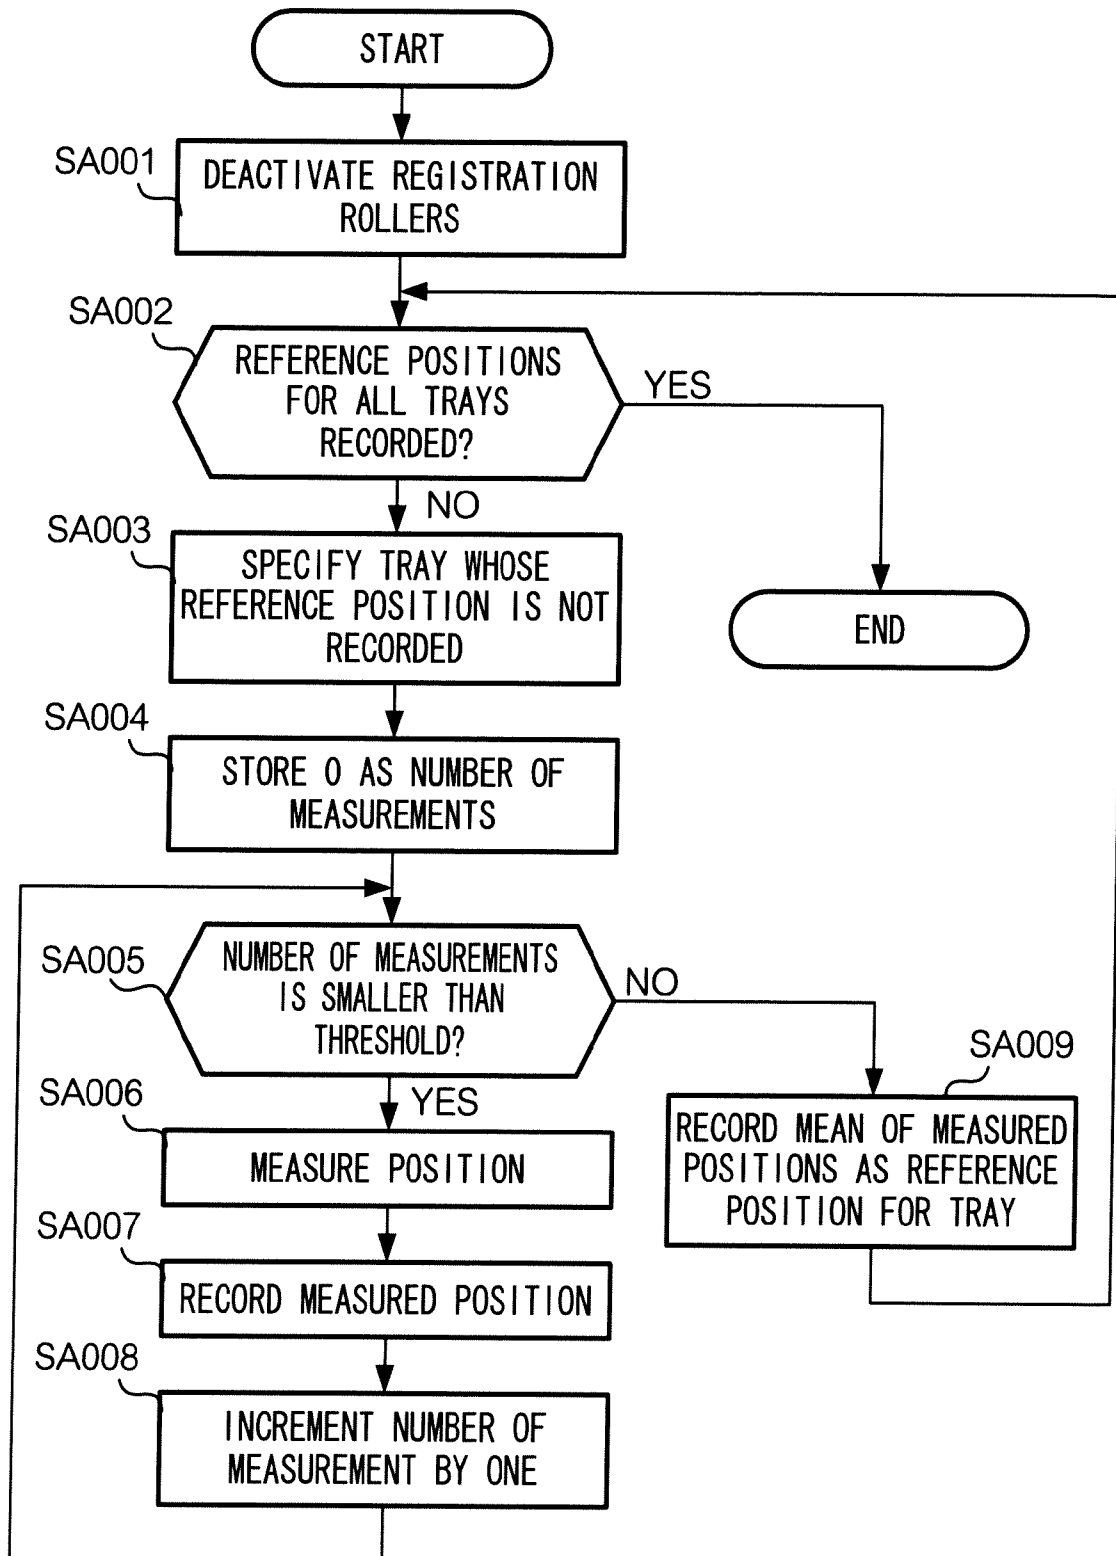 START
SA001
DEACTIVATE REGISTRATION
ROLLERS
SA002
REFERENCE POSITIONS
FOR ALL TRAYS
RECORDED?
YES
NO
SA003
SPECIFY TRAY WHOSE
REFERENCE POSITION IS NOT
RECORDED
END
SA004
STORE 0 AS NUMBER OF
MEASUREMENTS
SA005
NUMBER OF MEASUREMENTS
IS SMALLER THAN
THRESHOLD?
NO
YES
SA009
RECORD MEAN OF MEASURED
POSITIONS AS REFERENCE
POSITION FOR TRAY
SA006
MEASURE POSITION
SA007
RECORD MEASURED POSITION
SA008
INCREMENT NUMBER OF
MEASUREMENT BY ONE